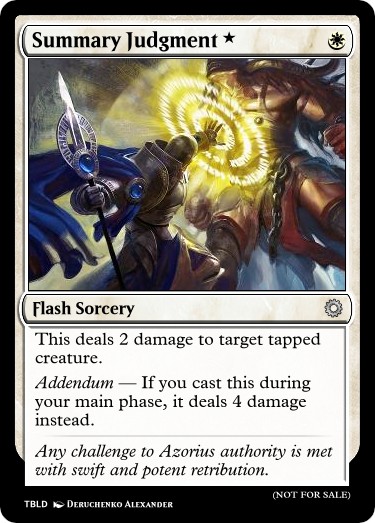 Summary Judgment ★
Flash Sorcery
This deals 2 damage to target tapped
creature.
Addendum — If you cast this during
your main phase, it deals 4 damage
instead.
Any challenge to Azorius authority is met
with swift and potent retribution.
(NOT FOR SALE)
TBLD Deruchenko Alexander